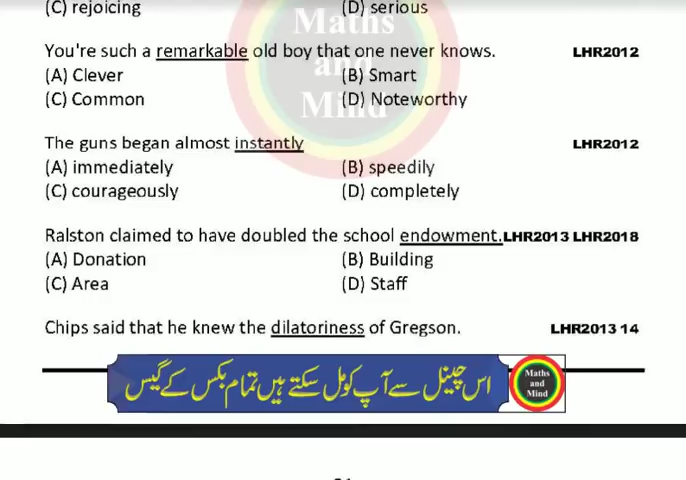 (C) rejoicing (D) serious
You're such a remarkable old boy that one never knows. LHR2012
(A) Clever (B) Smart
(C) Common (D) Noteworthy
Maths
and
Mind
The guns began almost instantly LHR2012
(A) immediately (B) speedily
(C) courageously (D) completely
Ralston claimed to have doubled the school endowment.LHR2013 LHR2018
(A) Donation (B) Building
(C) Area (D) Staff
Chips said that he knew the dilatoriness of Gregson. LHR2013 14
اس چینل سے آپ کو مل سکتے ہیں تمام بکس کے گیس
Maths
and
Mind